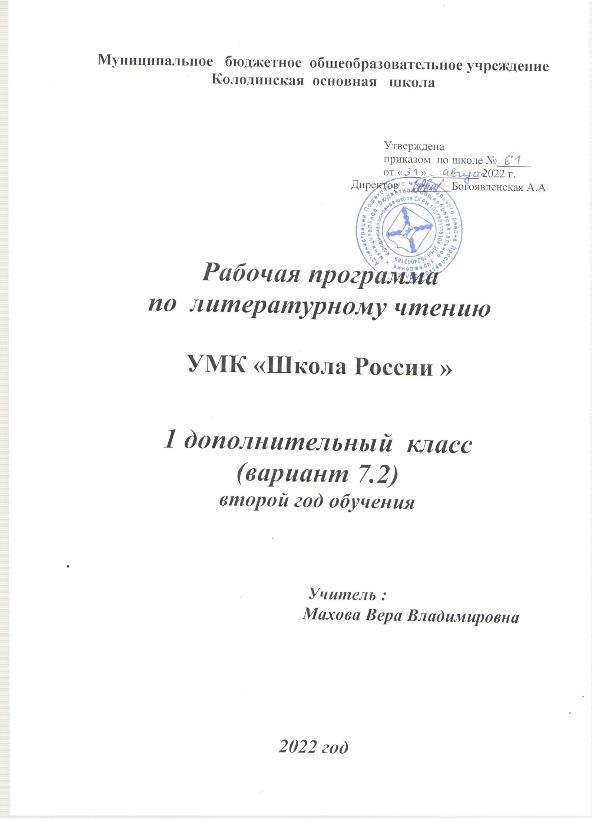 Муниципальное бюджетное общеобразовательное учреждение
Колодинская основная школа
Утверждена
приказом по школе № 61
от «31» август 2022 г.
Директор Богоявленская А.А
Рабочая программа
по литературному чтению
УМК «Школа России »
1 дополнительный класс
(вариант 7.2)
второй год обучения
Учитель :
Махова Вера Владимировна
2022 год